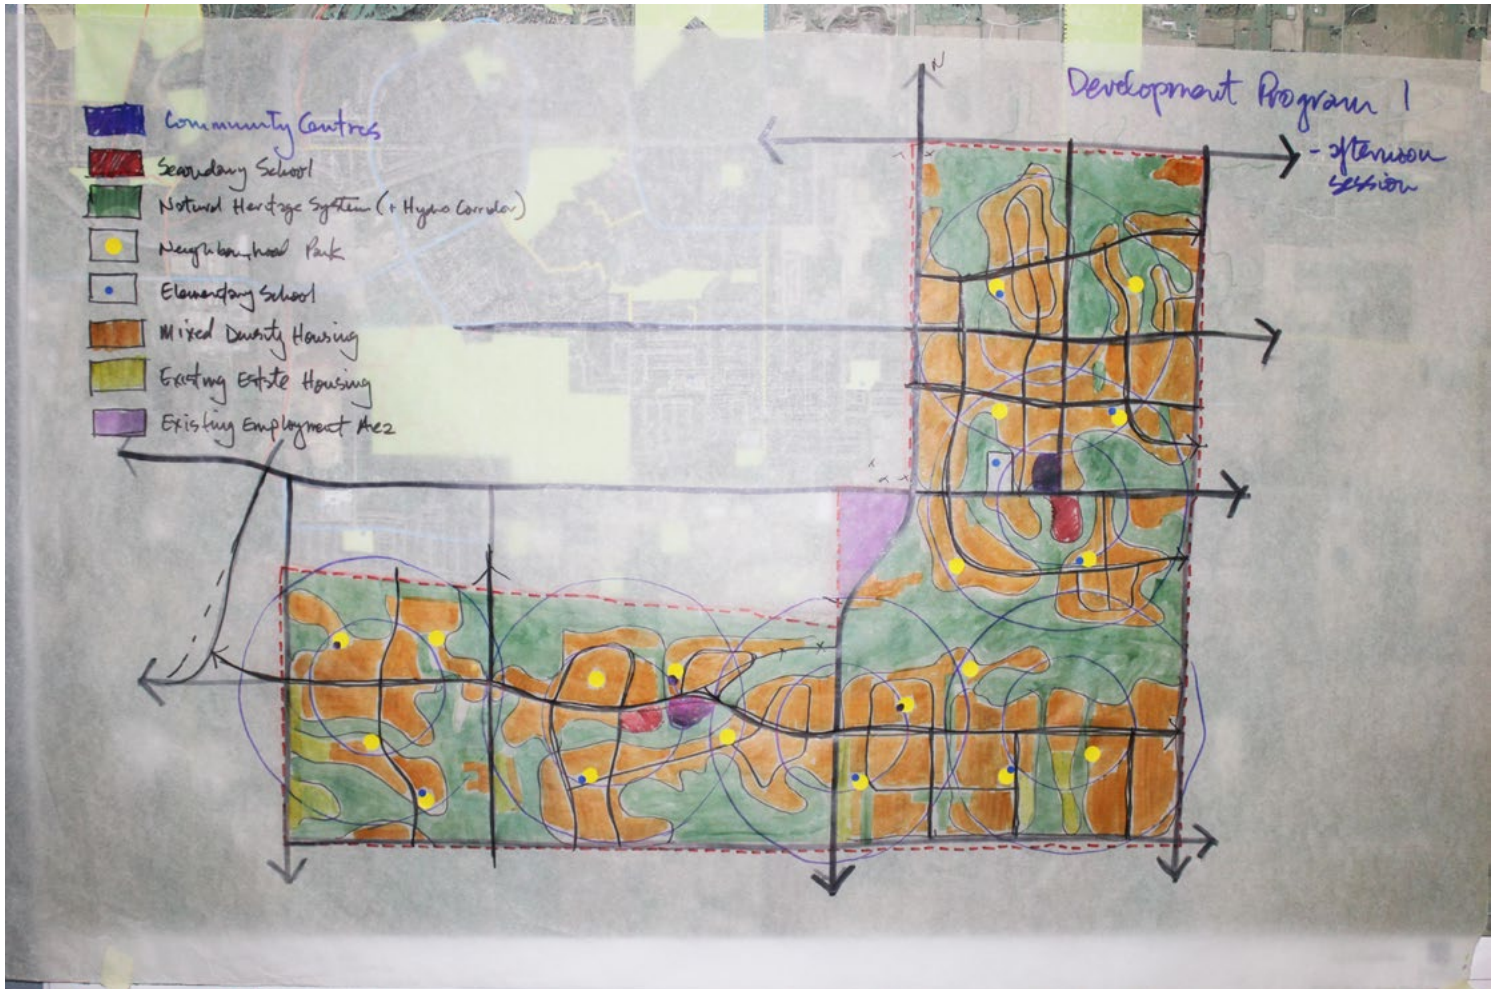 N
Development Program 1
- afternoon
session
Community Centres
Secondary School
Natural Heritage System (+ Hydro Corridor)
Neighbourhood Park
Elementary School
Mixed Density Housing
Existing Estate Housing
Existing Employment Area